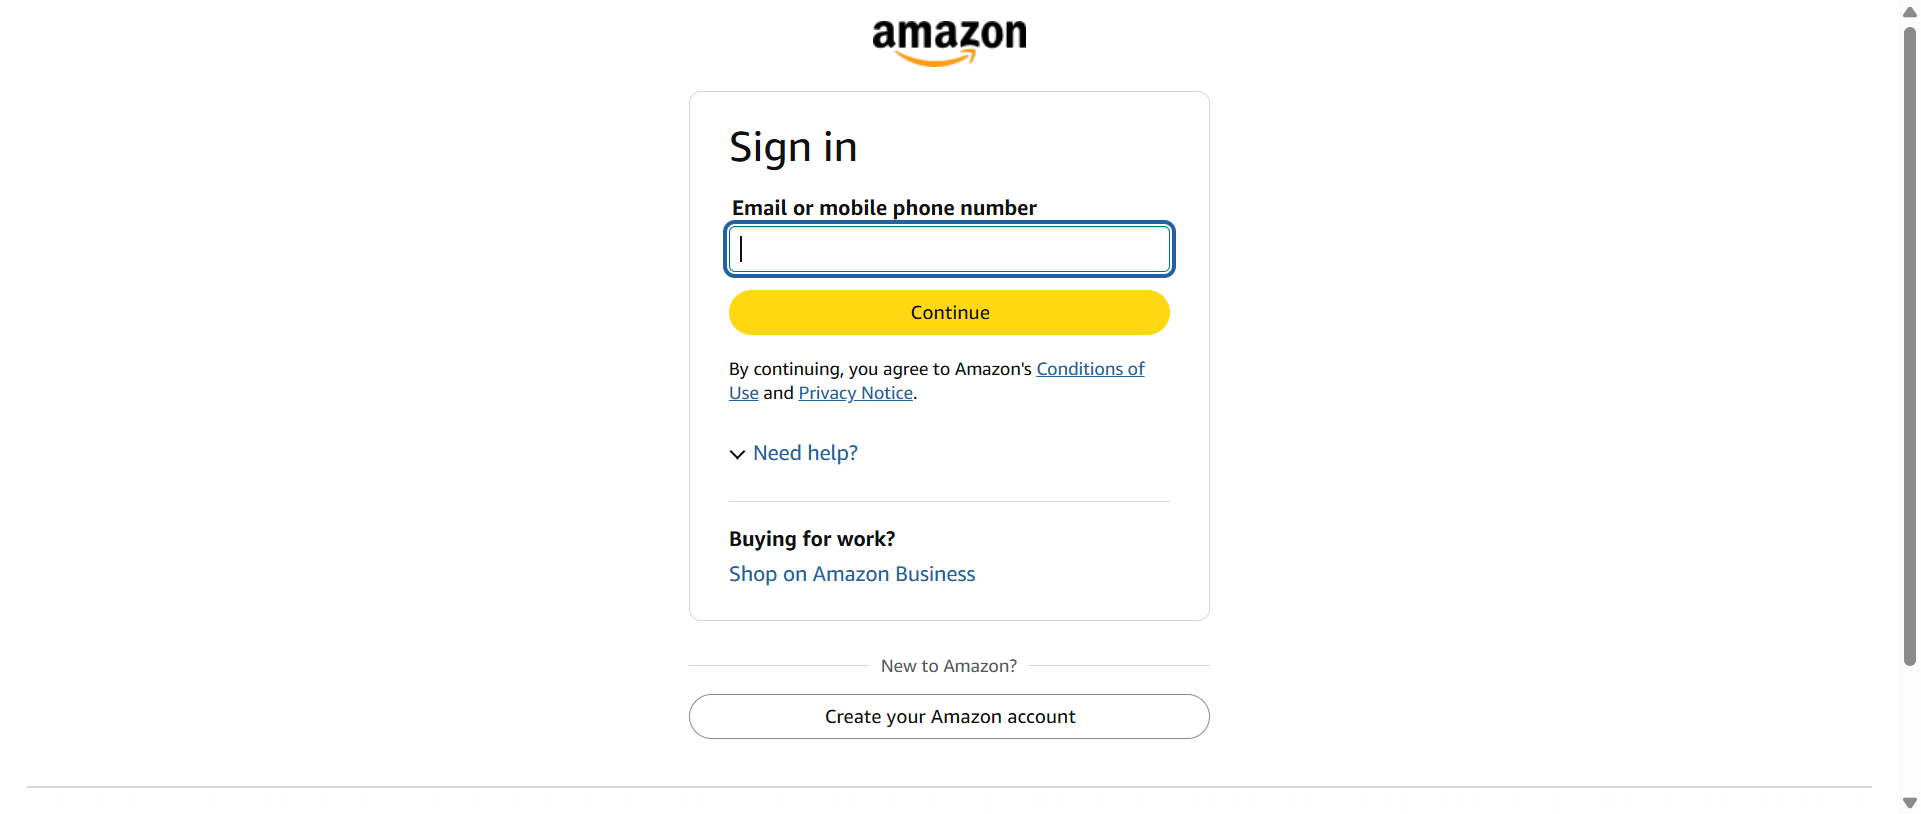 amazon
Sign in
Email or mobile phone number
Continue
By continuing, you agree to Amazon's Conditions of
Use and Privacy Notice.
Need help?
Buying for work?
Shop on Amazon Business
New to Amazon?
Create your Amazon account